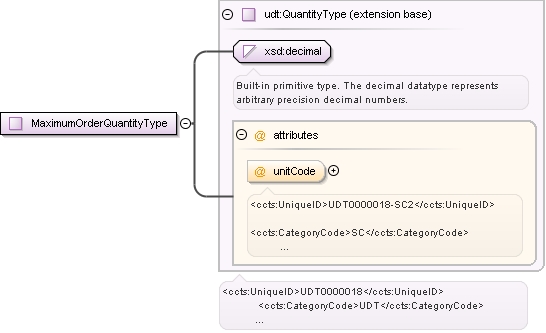 udt:QuantityType (extension base)
xsd:decimal
Built-in primitive type. The decimal datatype represents
arbitrary precision decimal numbers.
MaximumOrderQuantityType
@ attributes
@ unitCode
<ccts:UniqueID>UDT0000018-SC2</ccts:UniqueID>
<ccts:CategoryCode>SC</ccts:CategoryCode>
...
<ccts:UniqueID>UDT0000018</ccts:UniqueID>
<ccts:CategoryCode>UDT</ccts:CategoryCode>
...